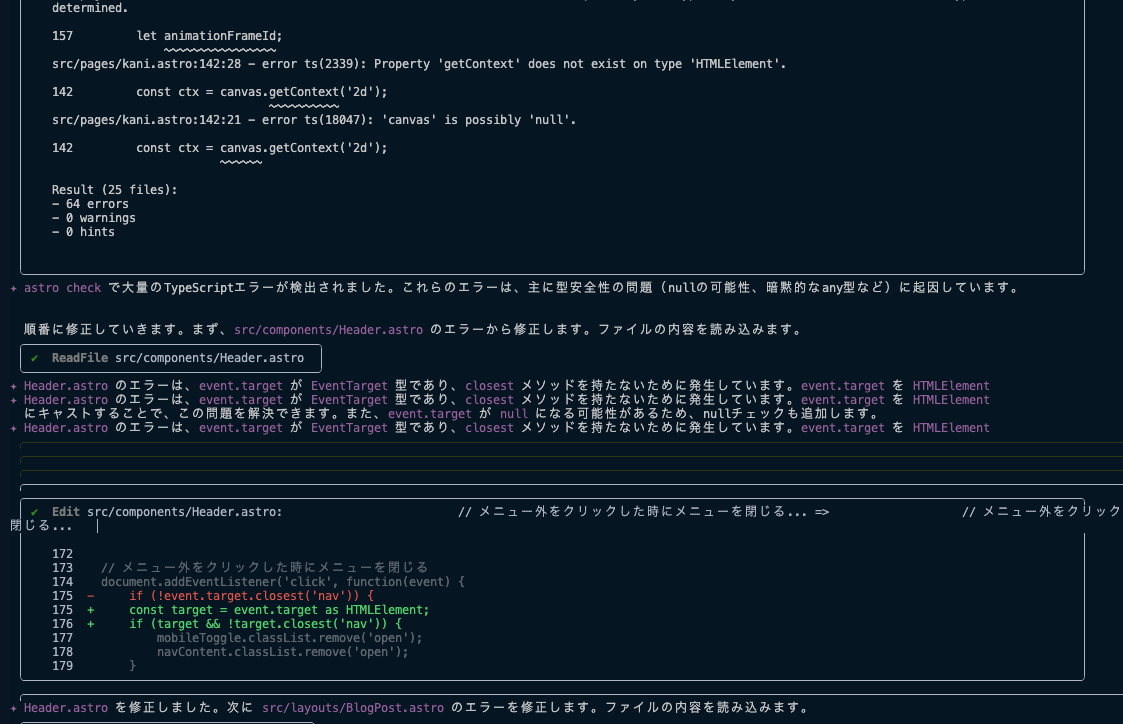 determined.
157 let animationFrameId;
src/pages/kani.astro:142:28 - error ts(2339): Property 'getContext' does not exist on type 'HTMLElement'.
142 const ctx = canvas.getContext('2d');
src/pages/kani.astro:142:21 - error ts(18047): 'canvas' is possibly 'null'.
142 const ctx = canvas.getContext('2d');
Result (25 files):
- 64 errors
- 0 warnings
- 0 hints
✦ astro check で大量のTypeScriptエラーが検出されました。これらのエラーは、主に型安全性の問題（nullの可能性、暗黙的なany型など）に起因しています。
順番に修正していきます。まず、src/components/Header.astro のエラーから修正します。ファイルの内容を読み込みます。
✔ ReadFile src/components/Header.astro
✦ Header.astro のエラーは、event.target が EventTarget 型であり、closest メソッドを持たないために発生しています。event.target を HTMLElement
✦ Header.astro のエラーは、event.target が EventTarget 型であり、closest メソッドを持たないために発生しています。event.target を HTMLElement
にキャストすることで、この問題を解決できます。また、event.target が null になる可能性があるため、nullチェックも追加します。
✦ Header.astro のエラーは、event.target が EventTarget 型であり、closest メソッドを持たないために発生しています。event.target を HTMLElement
✔ Edit src/components/Header.astro: // メニュー外をクリックした時にメニューを閉じる... => // メニュー外をクリック
閉じる...
172
173 // メニュー外をクリックした時にメニューを閉じる
174 document.addEventListener('click', function(event) {
175 - if (!event.target.closest('nav')) {
175 + const target = event.target as HTMLElement;
176 + if (target && !target.closest('nav')) {
177 mobileToggle.classList.remove('open');
178 navContent.classList.remove('open');
179 }
✦ Header.astro を修正しました。次に src/layouts/BlogPost.astro のエラーを修正します。ファイルの内容を読み込みます。